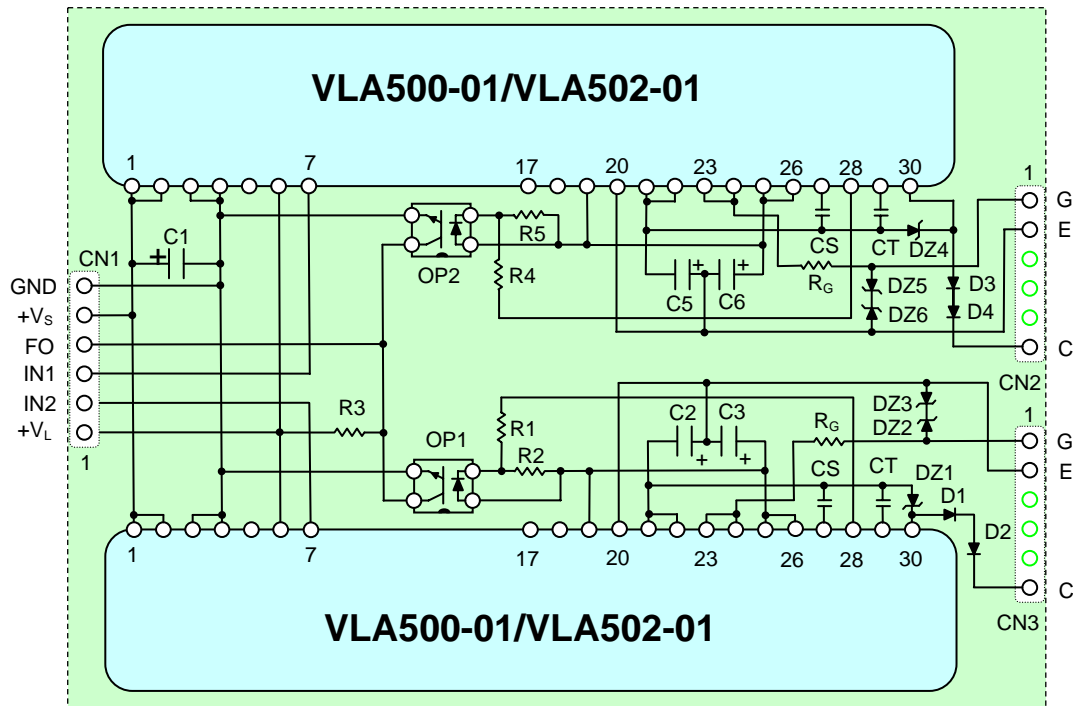 VLA500-01/VLA502-01
1 7 17 20 23 26 28 30 1
G
E
C
CN2
CN1
GND
+VS
FO
IN1
IN2
+VL
1
C1
OP2
R5
R4
C5
C6
CS
CT
DZ4
RG
DZ5
DZ6
D3
D4
R3
OP1
R1
R2
C2
C3
RG
CS
CT
DZ3
DZ2
DZ1
D1
D2
1
G
E
C
CN3
1 7 17 20 23 26 28 30
VLA500-01/VLA502-01